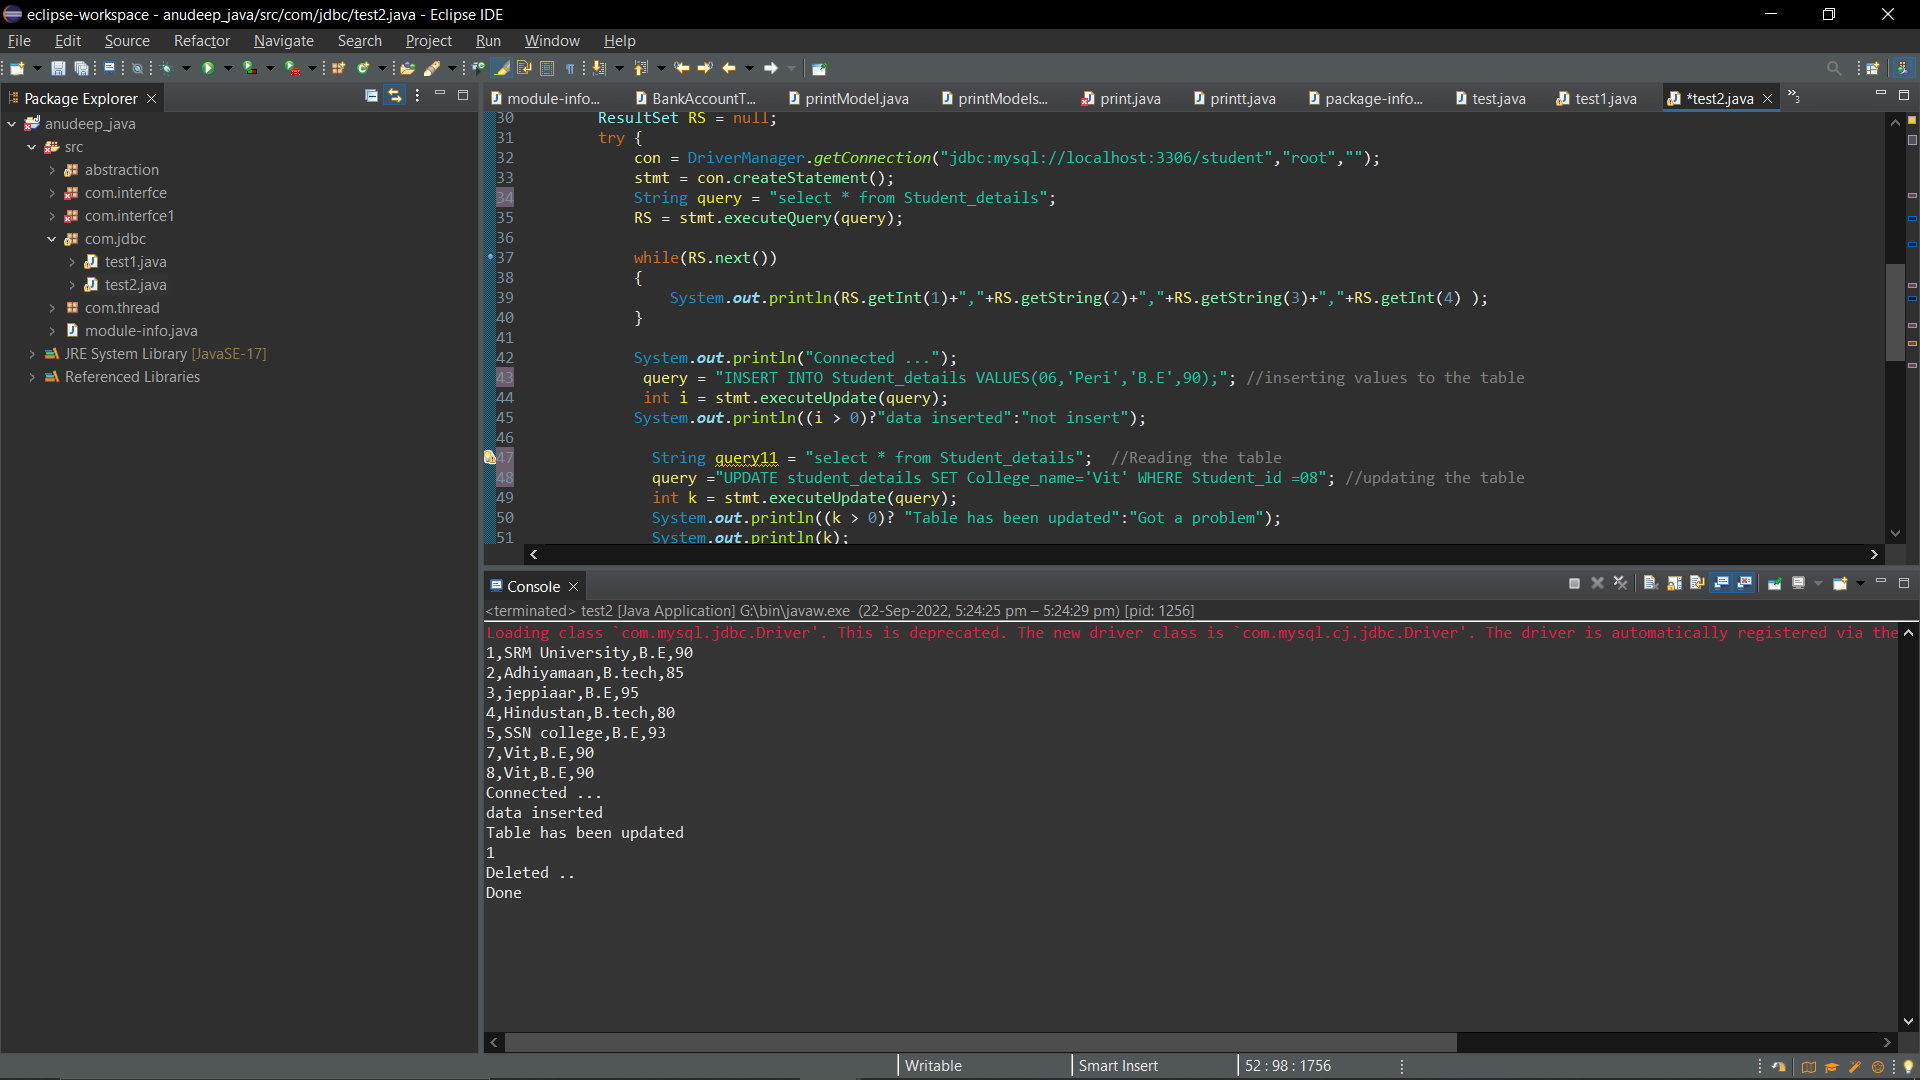 eclipse-workspace - anudeep_java/src/com/jdbc/test2.java - Eclipse IDE
File Edit Source Refactor Navigate Search Project Run Window Help
Package Explorer
anudeep_java
src
abstraction
com.interfce
com.interfce1
com.jdbc
test1.java
test2.java
com.thread
module-info.java
JRE System Library [JavaSE-17]
Referenced Libraries
module-info... BankAccountT... printModel.java printModels... print.java printt.java package-info... test.java test1.java *test2.java »3
30 ResultSet RS = null;
31 try {
32 con = DriverManager.getConnection("jdbc:mysql://localhost:3306/student","root","");
33 stmt = con.createStatement();
34 String query = "select * from Student_details";
35 RS = stmt.executeQuery(query);
36
37 while(RS.next())
38 {
39 System.out.println(RS.getInt(1)+","+RS.getString(2)+","+RS.getString(3)+","+RS.getInt(4) );
40 }
41
42 System.out.println("Connected ...");
43 query = "INSERT INTO Student_details VALUES(06,'Peri','B.E',90);"; //inserting values to the table
44 int i = stmt.executeUpdate(query);
45 System.out.println((i > 0)?"data inserted":"not insert");
46
47 String query11 = "select * from Student_details"; //Reading the table
48 query ="UPDATE student_details SET College_name='Vit' WHERE Student_id =08"; //updating the table
49 int k = stmt.executeUpdate(query);
50 System.out.println((k > 0)? "Table has been updated":"Got a problem");
51 System.out.println(k);
Console
<terminated> test2 [Java Application] G:\bin\javaw.exe (22-Sep-2022, 5:24:25 pm – 5:24:29 pm) [pid: 1256]
Loading class `com.mysql.jdbc.Driver'. This is deprecated. The new driver class is `com.mysql.cj.jdbc.Driver'. The driver is automatically registered via the
1,SRM University,B.E,90
2,Adhiyamaan,B.tech,85
3,jeppiaar,B.E,95
4,Hindustan,B.tech,80
5,SSN college,B.E,93
7,Vit,B.E,90
8,Vit,B.E,90
Connected ...
data inserted
Table has been updated
1
Deleted ..
Done
Writable Smart Insert 52 : 98 : 1756